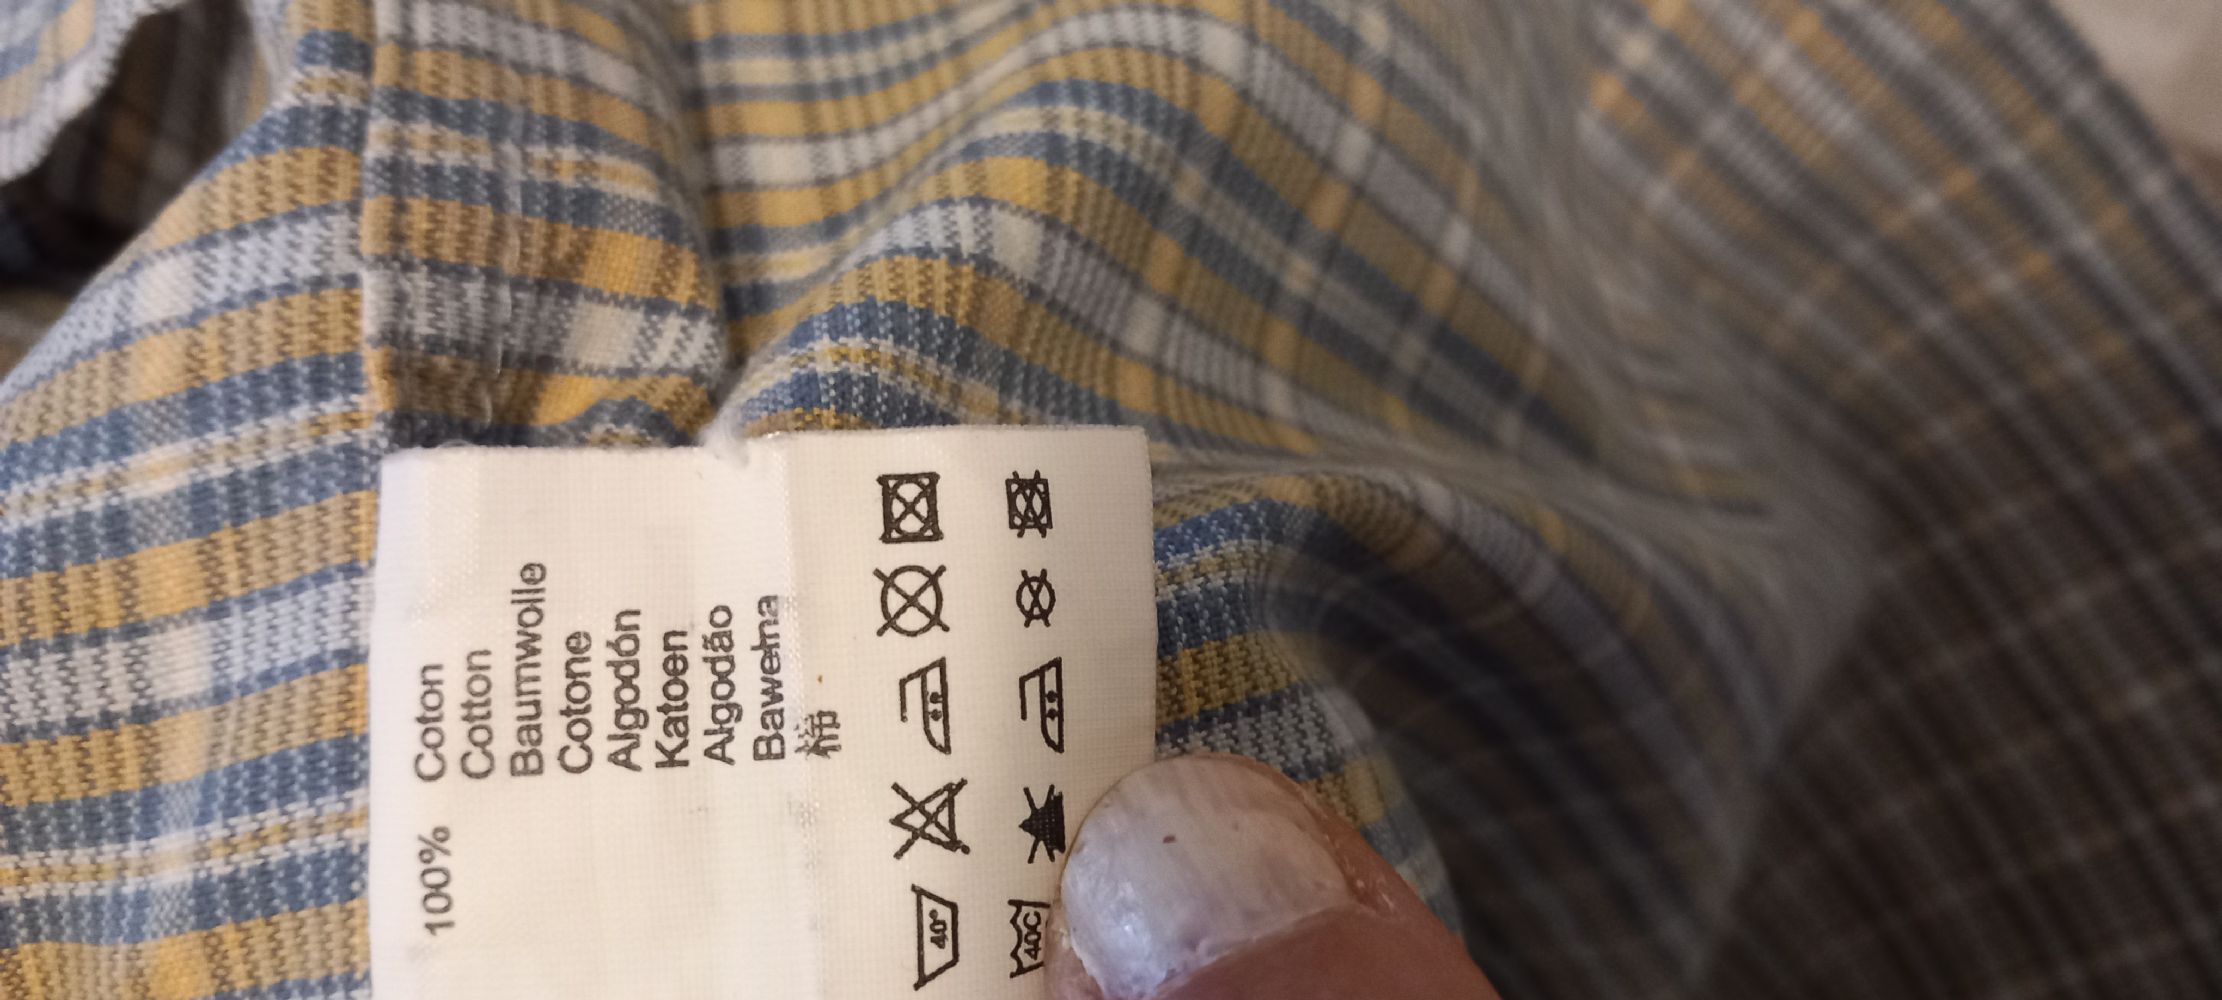 100% Coton
Cotton
Baumwolle
Cotone
Algodón
Katoen
Algodão
Bawełna
棉
40°
40C